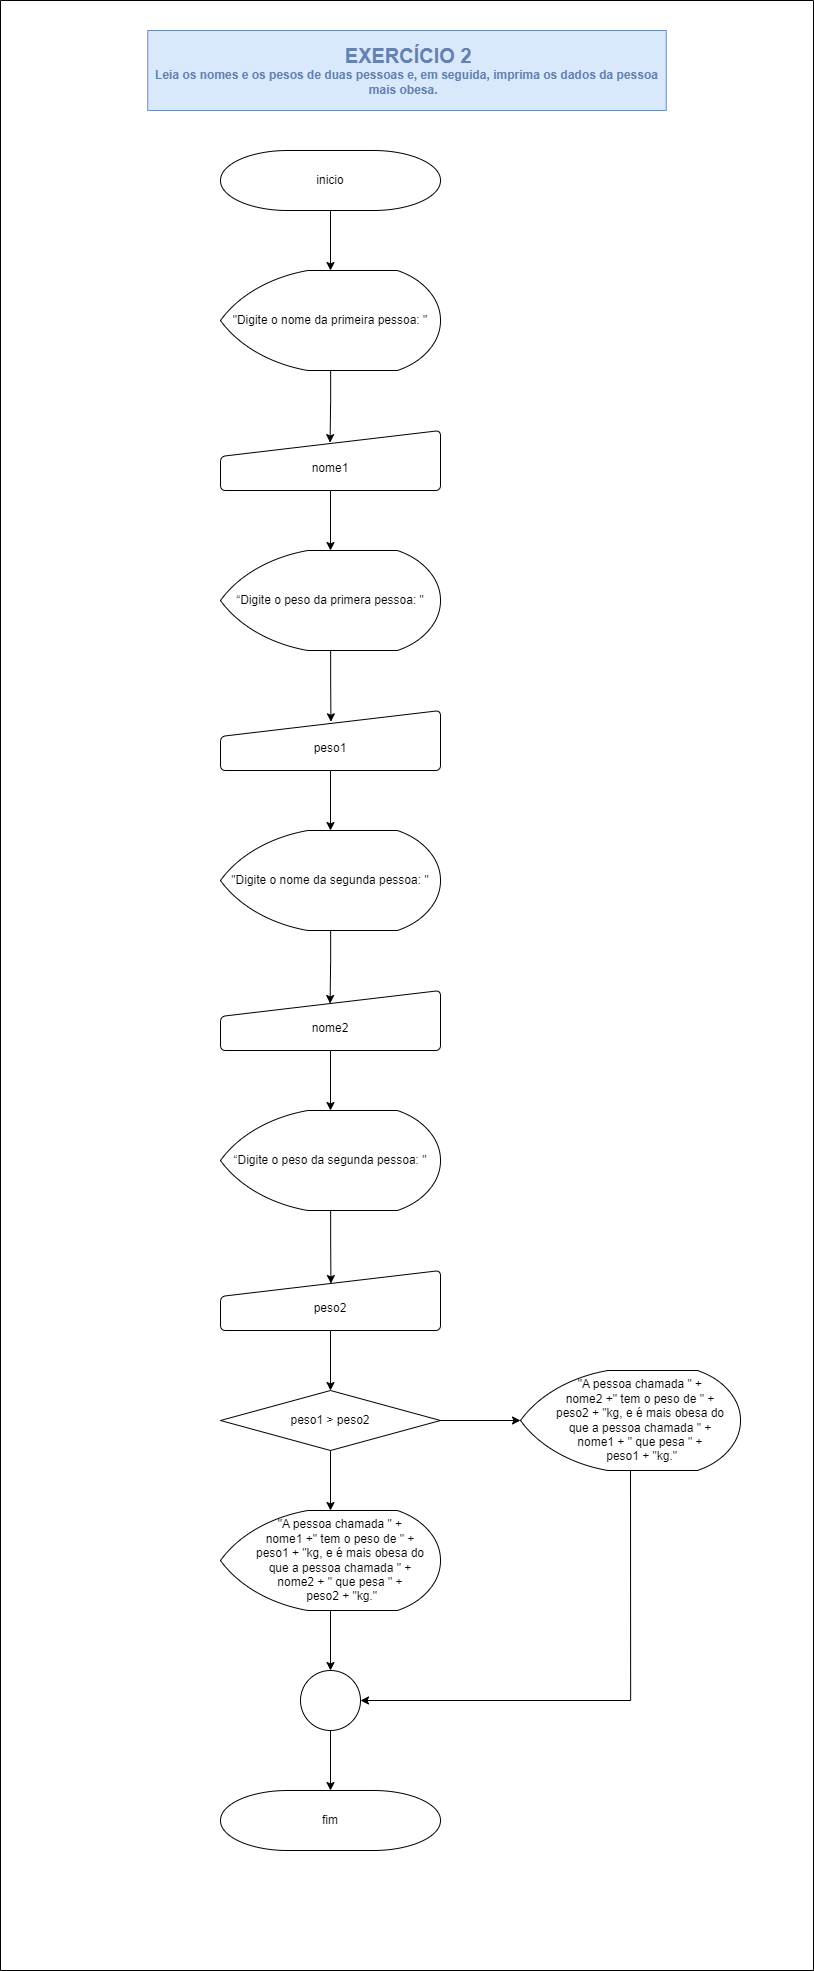 EXERCÍCIO 2
Leia os nomes e os pesos de duas pessoas e, em seguida, imprima os dados da pessoa
mais obesa.
inicio
"Digite o nome da primeira pessoa: "
nome1
“Digite o peso da primera pessoa: "
peso1
"Digite o nome da segunda pessoa: "
nome2
“Digite o peso da segunda pessoa: "
peso2
peso1 > peso2
"A pessoa chamada " +
nome2 +" tem o peso de " +
peso2 + "kg, e é mais obesa do
que a pessoa chamada " +
nome1 + " que pesa " +
peso1 + "kg."
"A pessoa chamada " +
nome1 +" tem o peso de " +
peso1 + "kg, e é mais obesa do
que a pessoa chamada " +
nome2 + " que pesa " +
peso2 + "kg."
fim